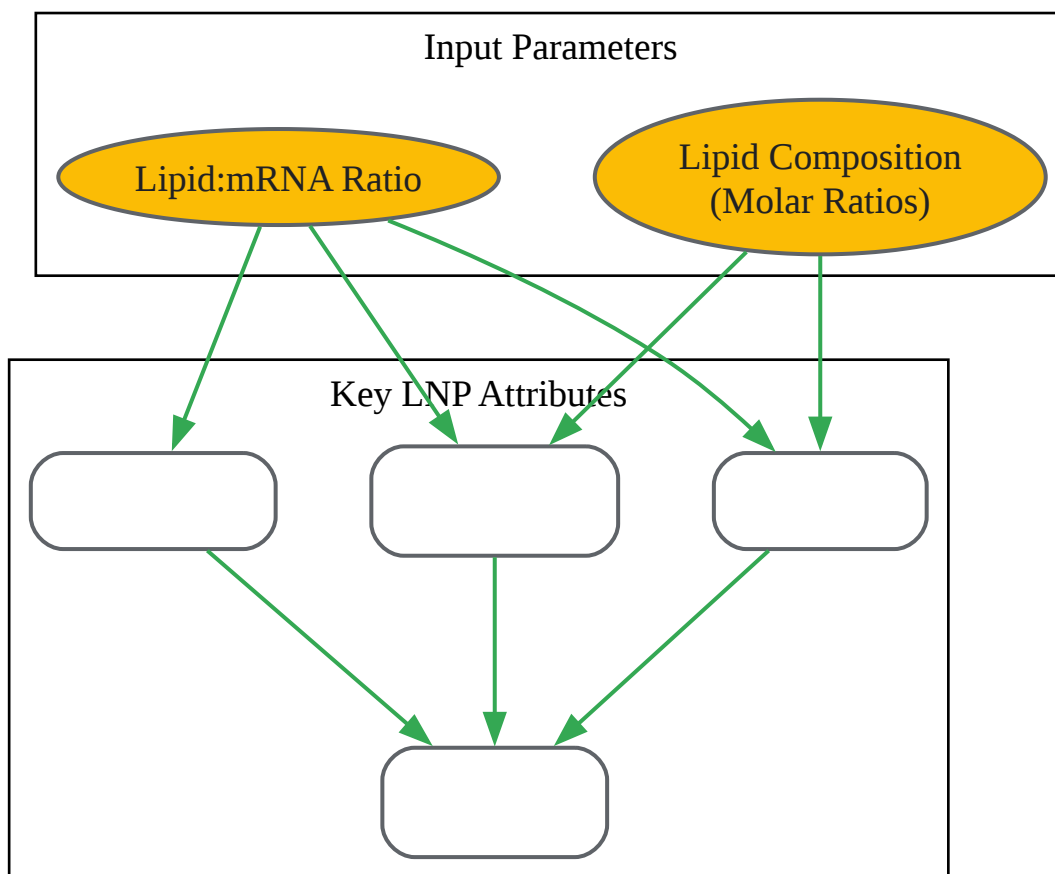 Input Parameters
Lipid:mRNA Ratio
Lipid Composition
(Molar Ratios)
Key LNP Attributes